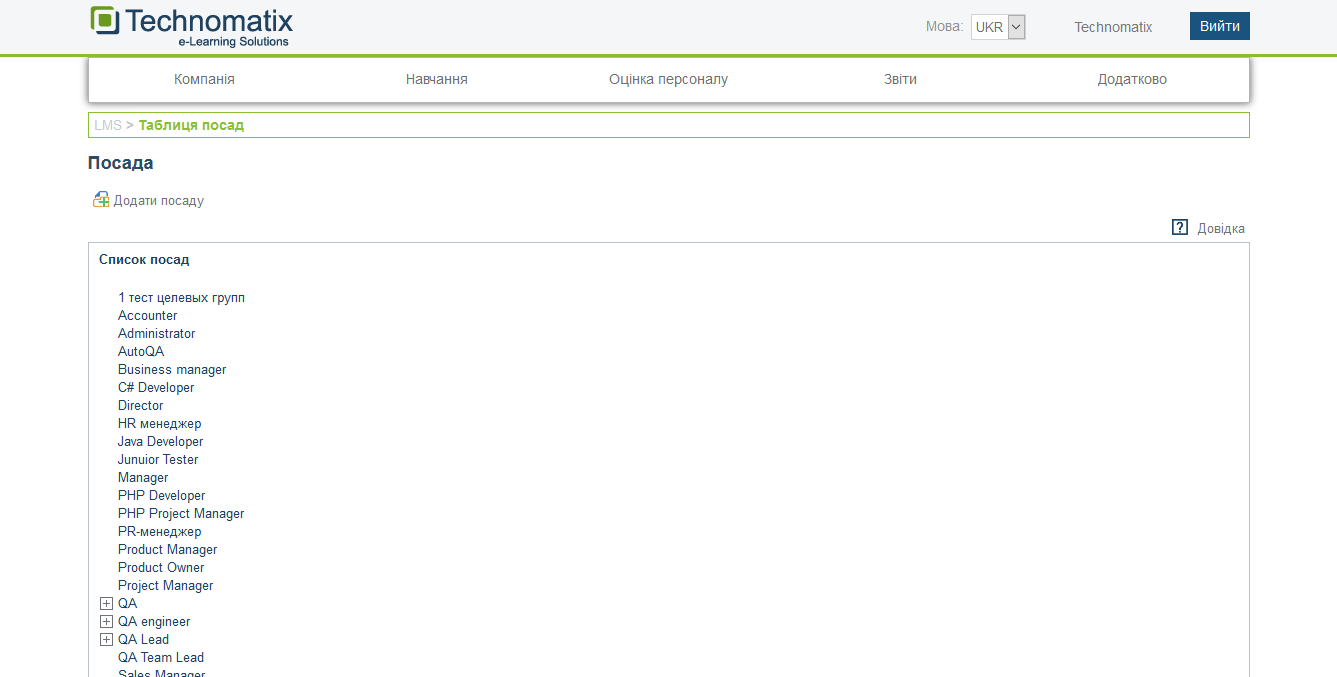 Technomatix
e-Learning Solutions
Мова: UKR Technomatix Вийти
Компанія Навчання Оцінка персоналу Звіти Додатково
LMS > Таблиця посад
Посада
Додати посаду
? Довідка
Список посад
1 тест целевых групп
Accounter
Administrator
AutoQA
Business manager
C# Developer
Director
HR менеджер
Java Developer
Junuior Tester
Manager
PHP Developer
PHP Project Manager
PR-менеджер
Product Manager
Product Owner
Project Manager
QA
QA engineer
QA Lead
QA Team Lead
Sales Manager